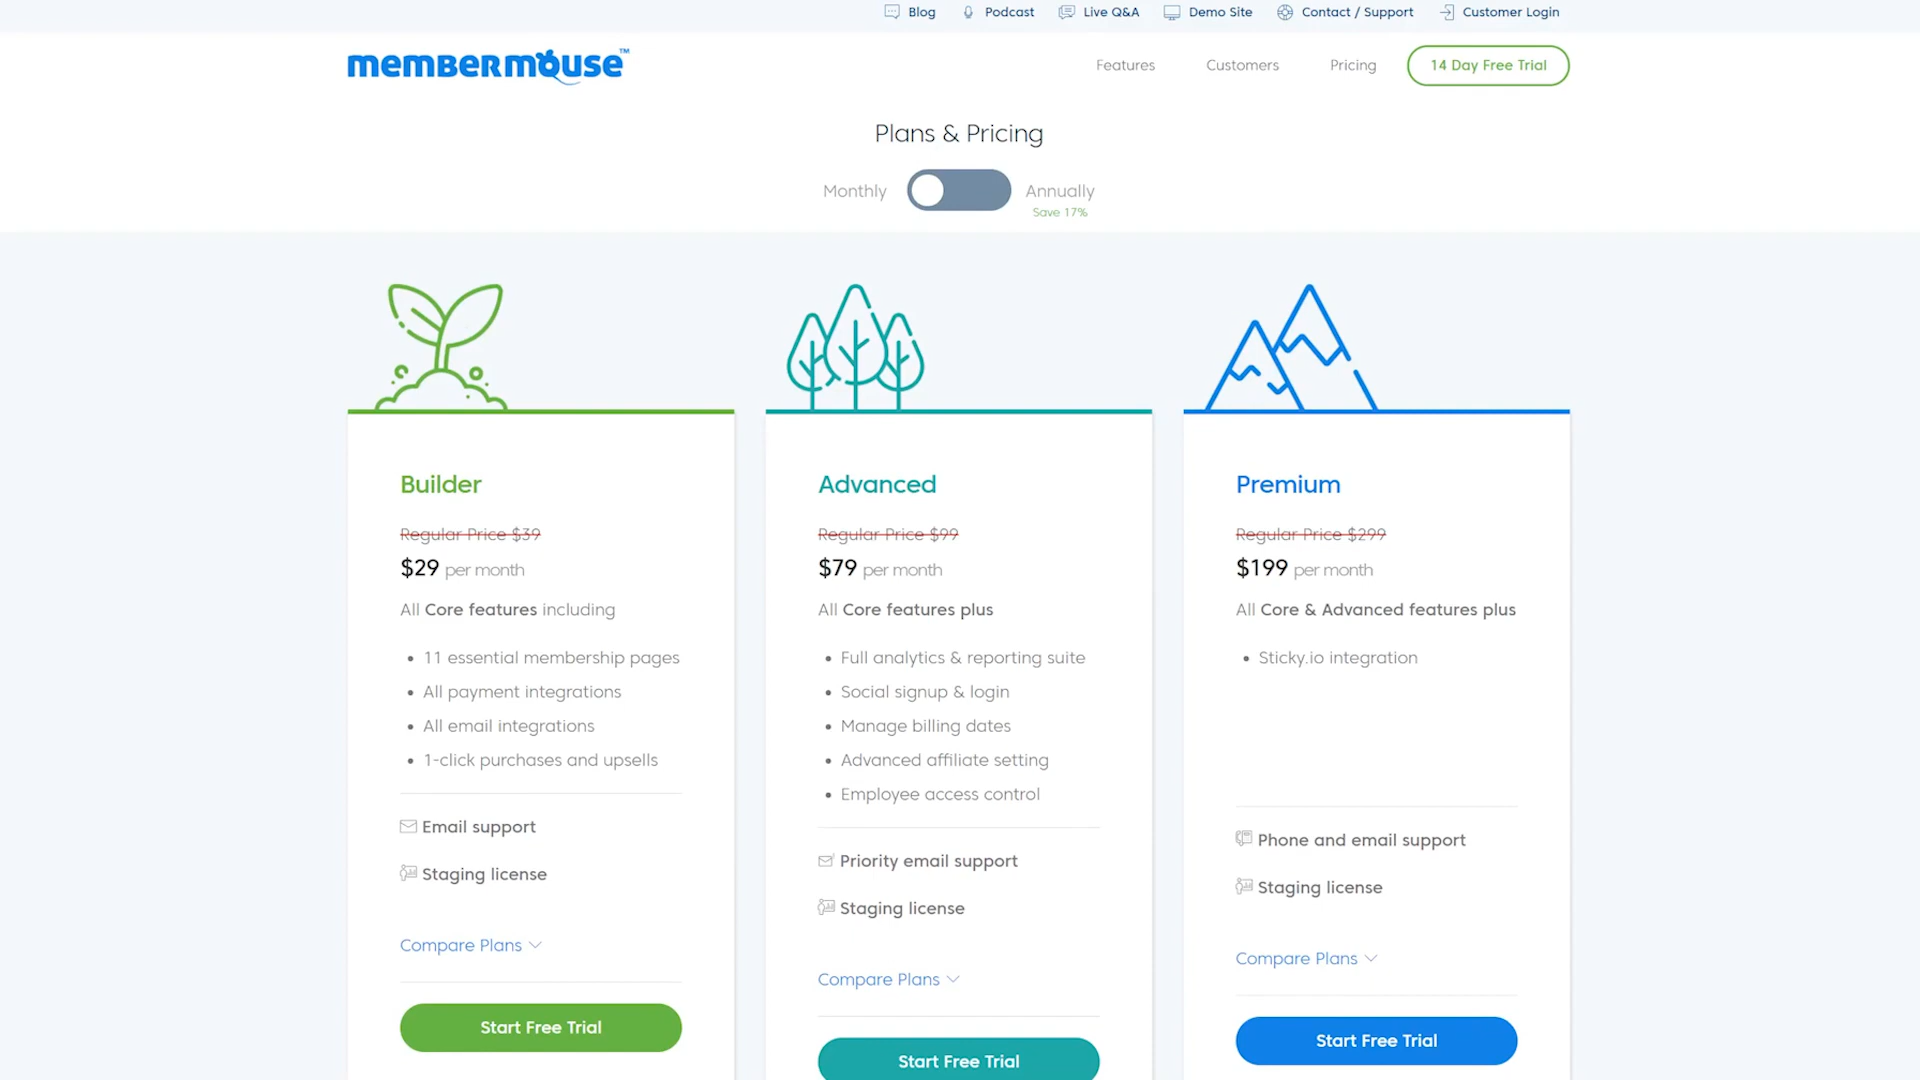 Blog Podcast Live Q&A Demo Site Contact / Support Customer Login
memBermouse™ Features Customers Pricing 14 Day Free Trial
Plans & Pricing
Monthly Annually
Save 17%
Builder
Regular Price $39
$29 per month
All Core features including
• 11 essential membership pages
• All payment integrations
• All email integrations
• 1-click purchases and upsells
Email support
Staging license
Compare Plans
Start Free Trial
Advanced
Regular Price $99
$79 per month
All Core features plus
• Full analytics & reporting suite
• Social signup & login
• Manage billing dates
• Advanced affiliate setting
• Employee access control
Priority email support
Staging license
Compare Plans
Start Free Trial
Premium
Regular Price $299
$199 per month
All Core & Advanced features plus
• Sticky.io integration
Phone and email support
Staging license
Compare Plans
Start Free Trial